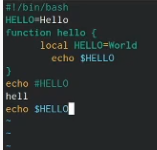 #!/bin/bash
HELLO=Hello
function hello {
local HELLO=World
echo $HELLO
}
echo #HELLO
hell
echo $HELLO
~
~
~